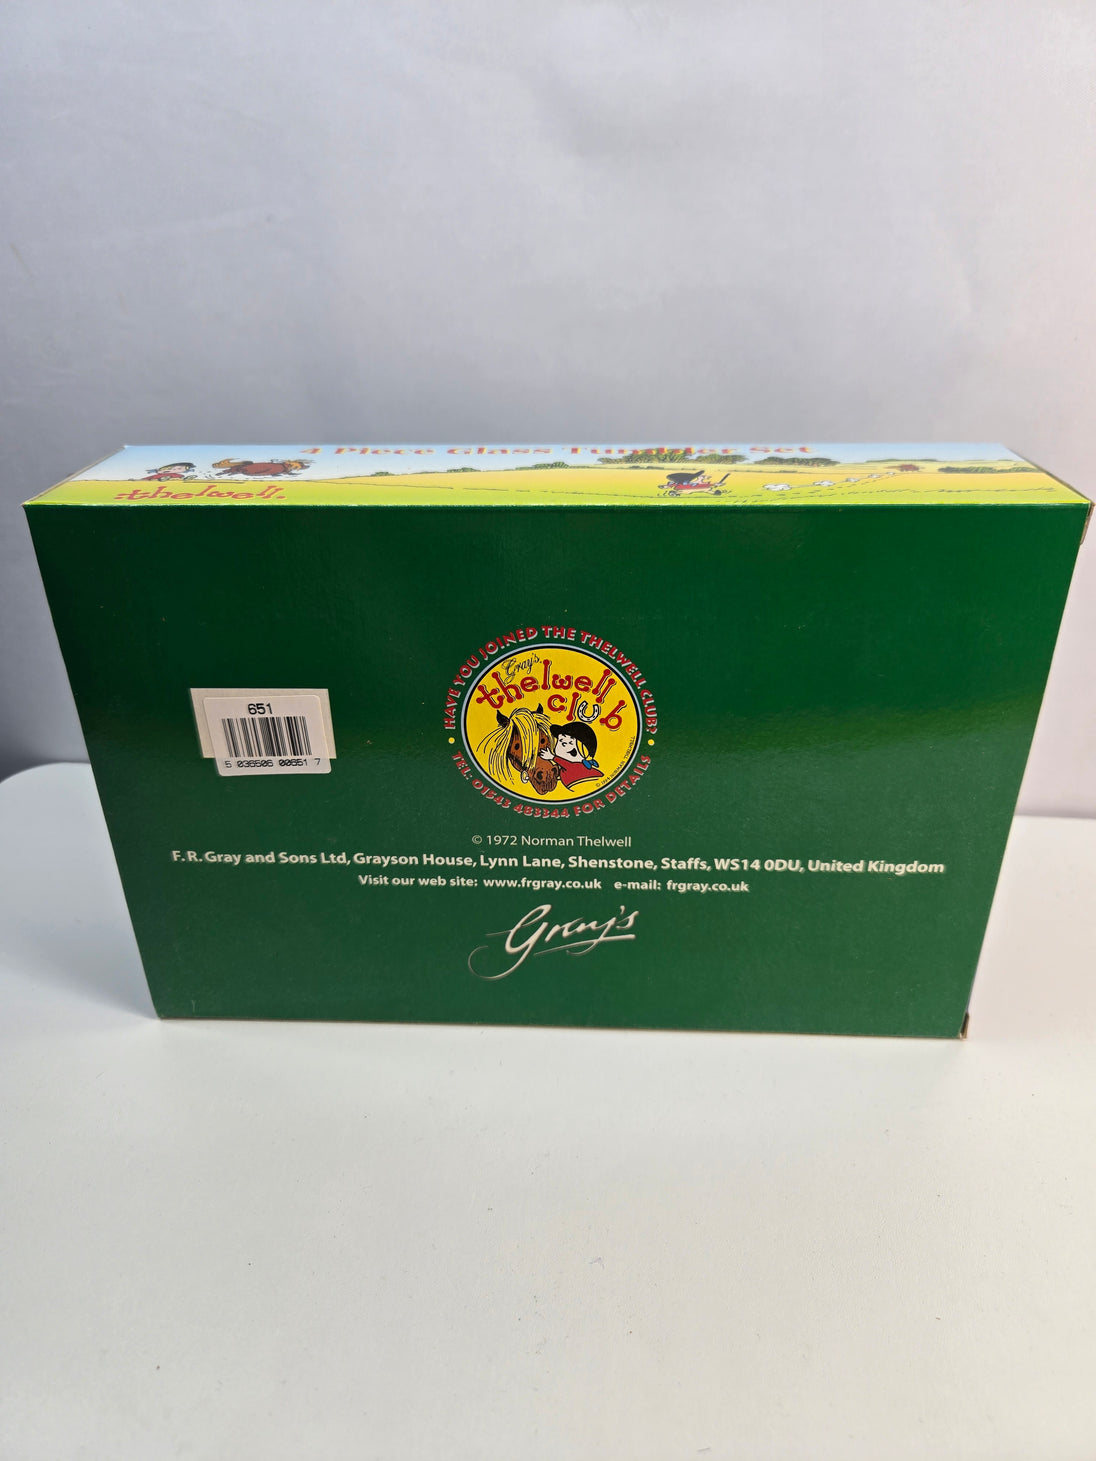 4 Piece Glass Tumbler Set
thelwell.
651
5 036506 00651 7
HAVE YOU JOINED THE THELWELL CLUB?
Gray's
thelwell
club
TEL: 01543 483344 FOR DETAILS
© 1972 Norman Thelwell
F. R. Gray and Sons Ltd, Grayson House, Lynn Lane, Shenstone, Staffs, WS14 0DU, United Kingdom
Visit our web site: www.frgray.co.uk e-mail: frgray.co.uk
Gray's